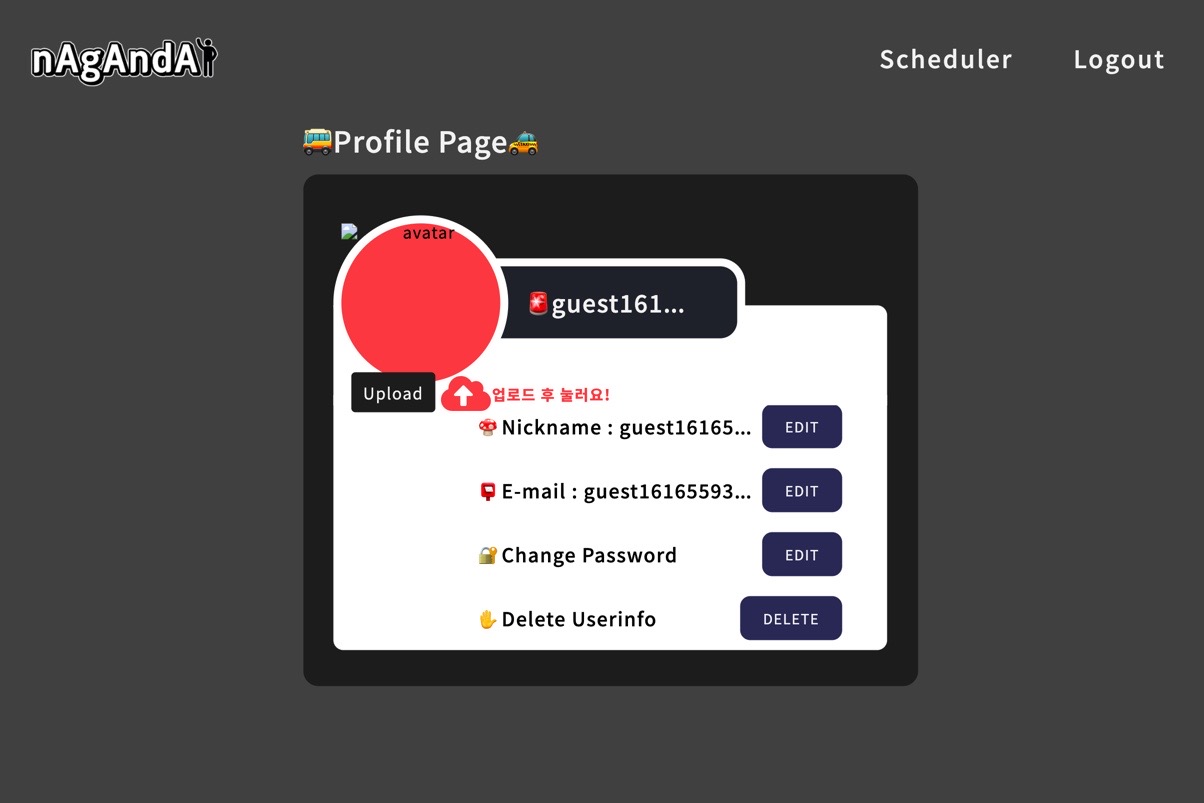 nAgAndA
Scheduler
Logout
Profile Page
avatar
guest161...
Upload
업로드 후 눌러요!
Nickname : guest16165...
EDIT
E-mail : guest16165593...
EDIT
Change Password
EDIT
Delete Userinfo
DELETE